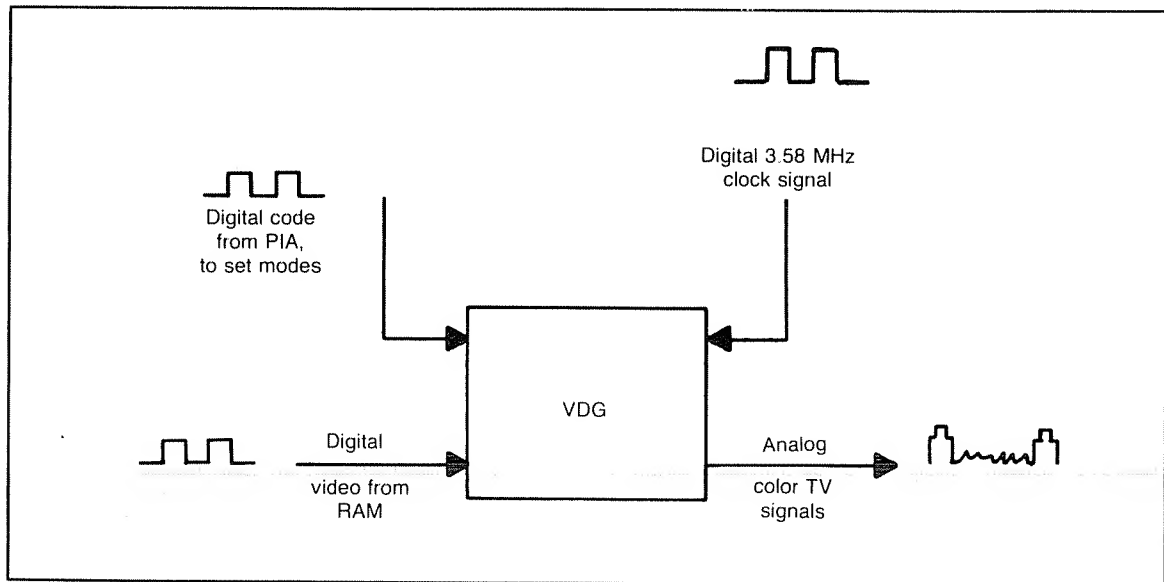 Digital 3.58 MHz
clock signal
Digital code
from PIA,
to set modes
VDG
Digital
video from
RAM
Analog
color TV
signals